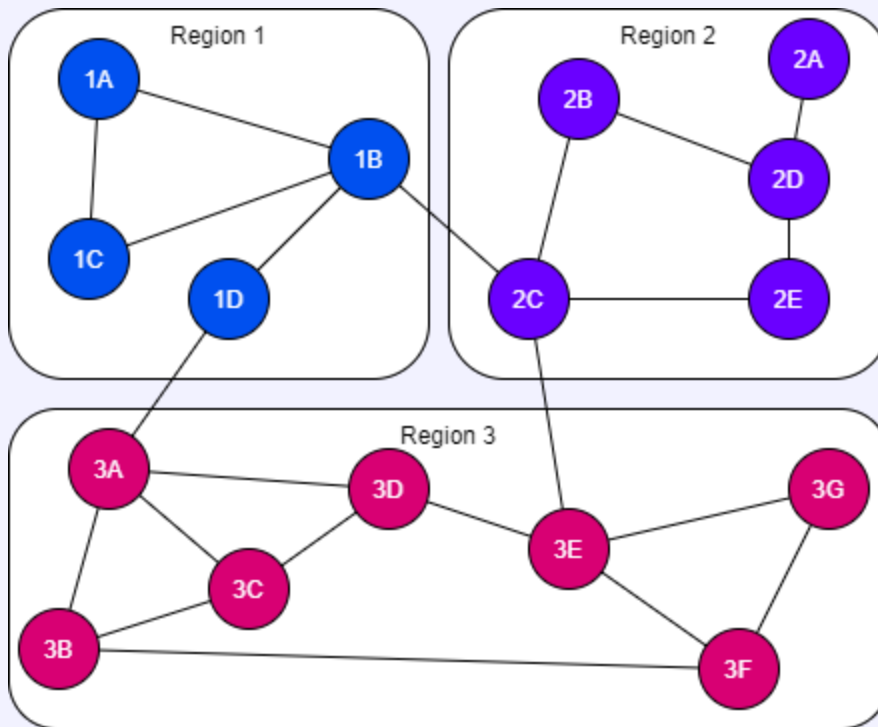 Region 1
1A
1B
1C
1D
Region 2
2A
2B
2D
2C
2E
Region 3
3A
3D
3G
3E
3C
3B
3F